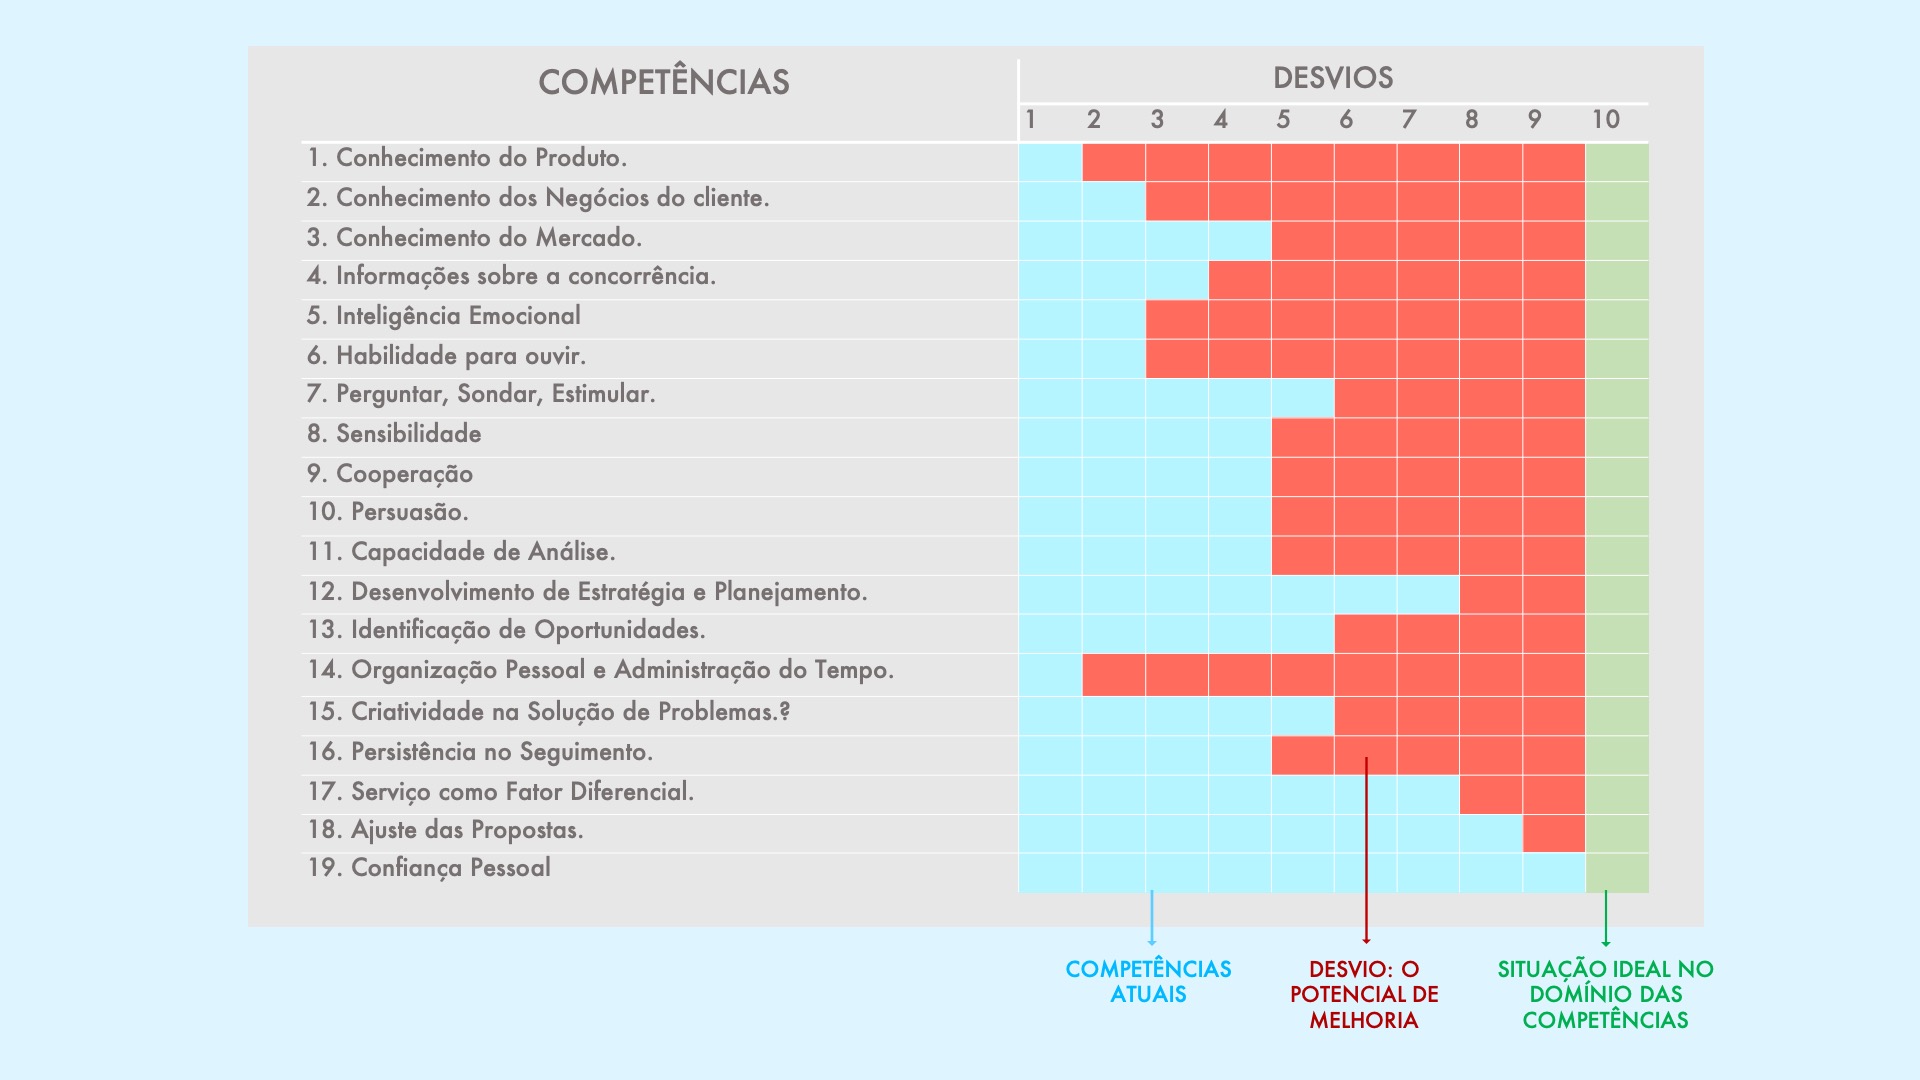 COMPETÊNCIAS
DESVIOS
1 2 3 4 5 6 7 8 9 10
1. Conhecimento do Produto.
2. Conhecimento dos Negócios do cliente.
3. Conhecimento do Mercado.
4. Informações sobre a concorrência.
5. Inteligência Emocional
6. Habilidade para ouvir.
7. Perguntar, Sondar, Estimular.
8. Sensibilidade
9. Cooperação
10. Persuasão.
11. Capacidade de Análise.
12. Desenvolvimento de Estratégia e Planejamento.
13. Identificação de Oportunidades.
14. Organização Pessoal e Administração do Tempo.
15. Criatividade na Solução de Problemas.?
16. Persistência no Seguimento.
17. Serviço como Fator Diferencial.
18. Ajuste das Propostas.
19. Confiança Pessoal
COMPETÊNCIAS
ATUAIS
DESVIO: O
POTENCIAL DE
MELHORIA
SITUAÇÃO IDEAL NO
DOMÍNIO DAS
COMPETÊNCIAS